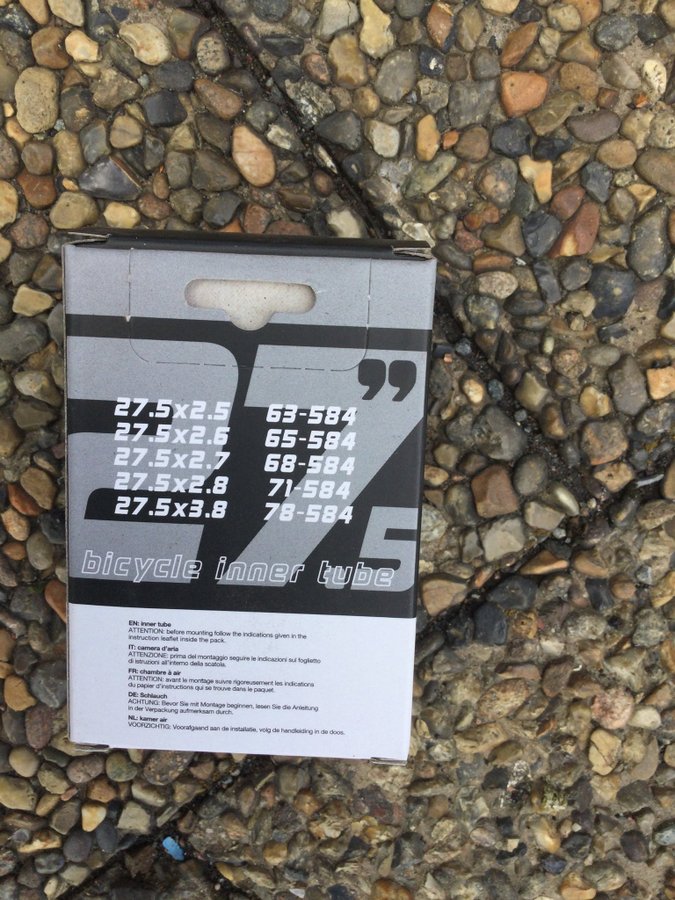 27.5"
27.5x2.5 63-584
27.5x2.6 65-584
27.5x2.7 68-584
27.5x2.8 71-584
27.5x3.8 78-584
bicycle inner tube
EN: inner tube
ATTENTION: before mounting follow the indications given in the
instruction leaflet inside the pack.
IT: camera d'aria
ATTENZIONE: prima del montaggio seguire le indicazioni sul foglietto
di istruzioni all'interno della scatola.
FR: chambre à air
ATTENTION: avant le montage suivre rigoureusement les indications
du papier d'instructions qui se trouve dans le paquet.
DE: Schlauch
ACHTUNG: Bevor Sie mit Montage beginnen, lesen Sie die Anleitung
in der Verpackung aufmerksam durch.
NL: kamer air
VOORZICHTIG: Voorafgaand aan de installatie, volg de handleiding in de doos.